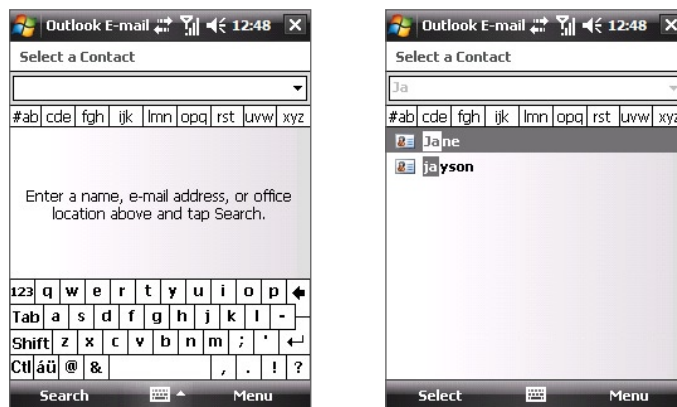 Outlook E-mail 12:48
Select a Contact
#ab cde fgh ijk lmn opq rst uvw xyz
Enter a name, e-mail address, or office
location above and tap Search.
123 q w e r t y u i o p
Tab a s d f g h j k l -
Shift z x c v b n m ; '
Ctl áü @ & , . ! ?
Search Menu
Outlook E-mail 12:48
Select a Contact
Ja
#ab cde fgh ijk lmn opq rst uvw xyz
Jane
jayson
Select Menu